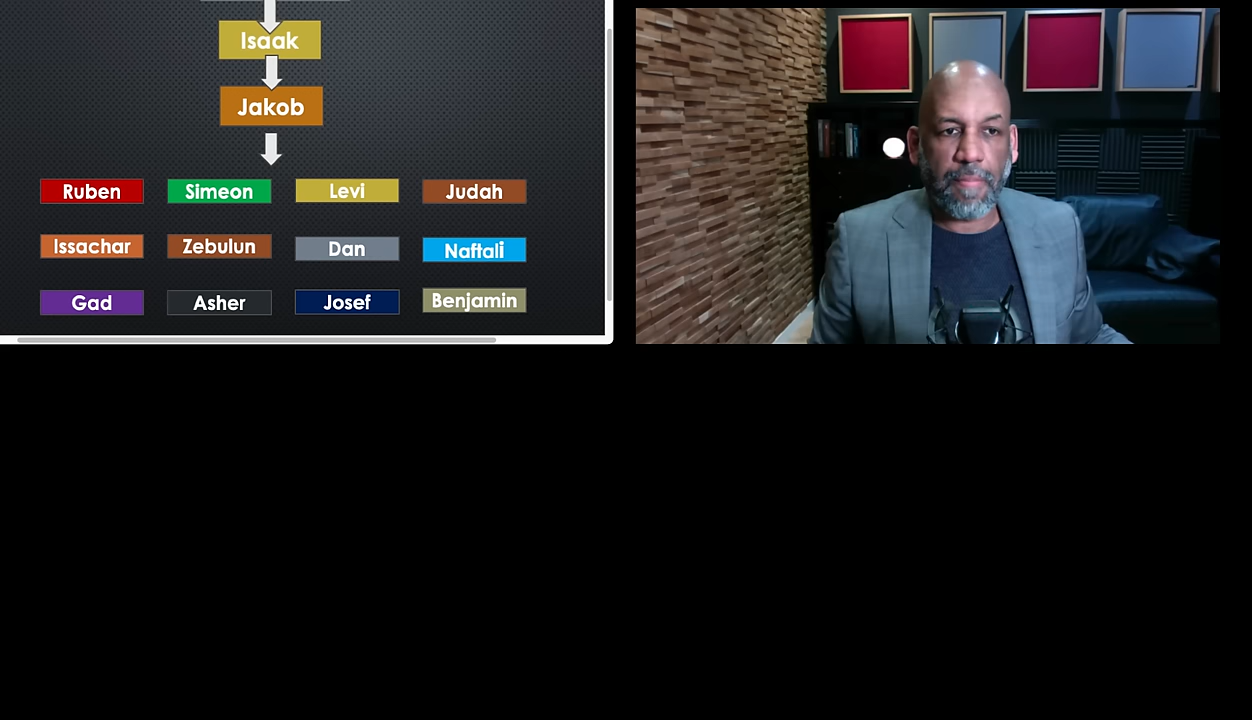 Isaak
Jakob
Ruben Simeon Levi Judah
Issachar Zebulun Dan Naftali
Gad Asher Josef Benjamin